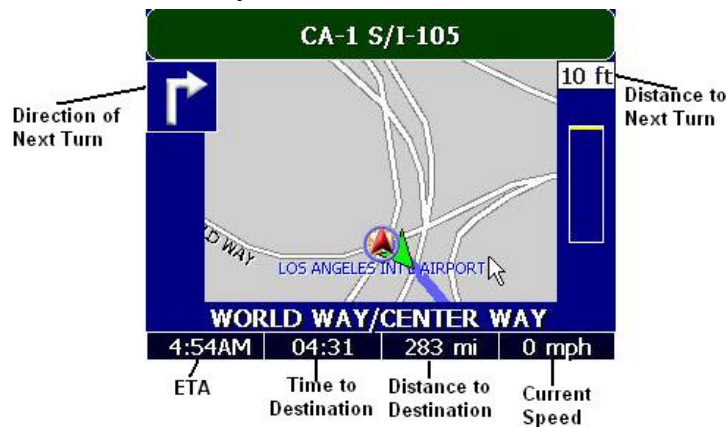 CA-1 S/I-105
10 ft
Direction of
Next Turn
Distance to
Next Turn
LD WAY
LOS ANGELES INT'L AIRPORT
WORLD WAY/CENTER WAY
4:54AM 04:31 283 mi 0 mph
ETA
Time to
Destination
Distance to
Destination
Current
Speed